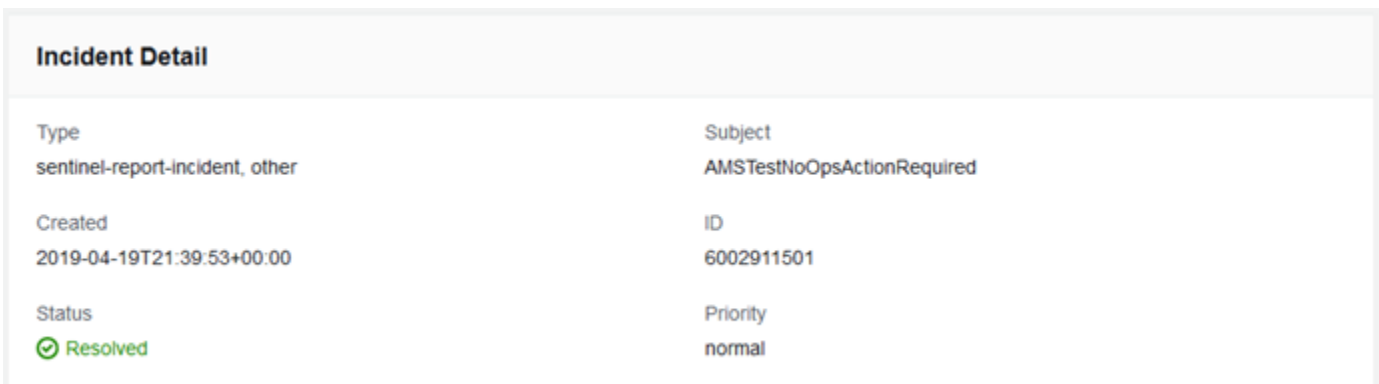 Incident Detail
Type
sentinel-report-incident, other
Subject
AMSTestNoOpsActionRequired
Created
2019-04-19T21:39:53+00:00
ID
6002911501
Status
Resolved
Priority
normal